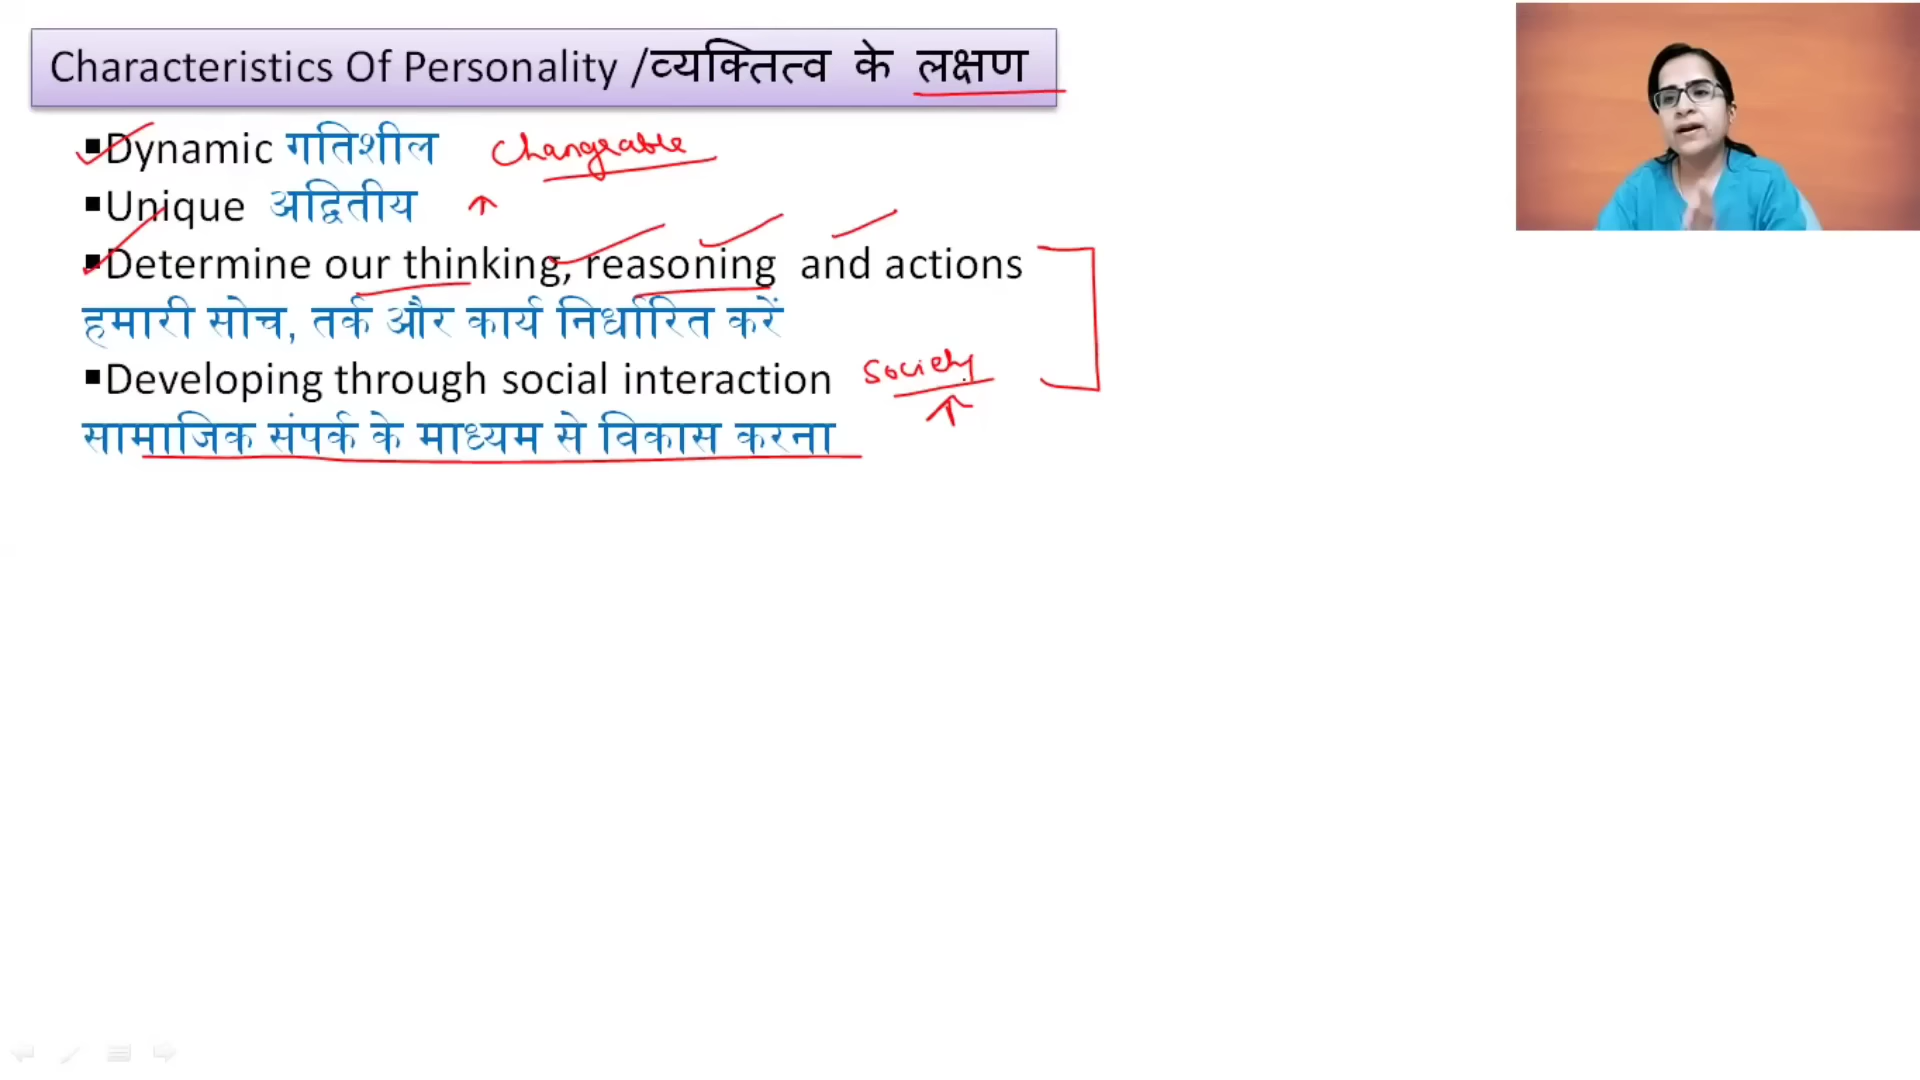 Characteristics Of Personality /व्यक्तित्व के लक्षण
▪Dynamic गतिशील Changeable
▪Unique अद्वितीय
▪Determine our thinking, reasoning and actions
हमारी सोच, तर्क और कार्य निर्धारित करें
▪Developing through social interaction Society
सामाजिक संपर्क के माध्यम से विकास करना